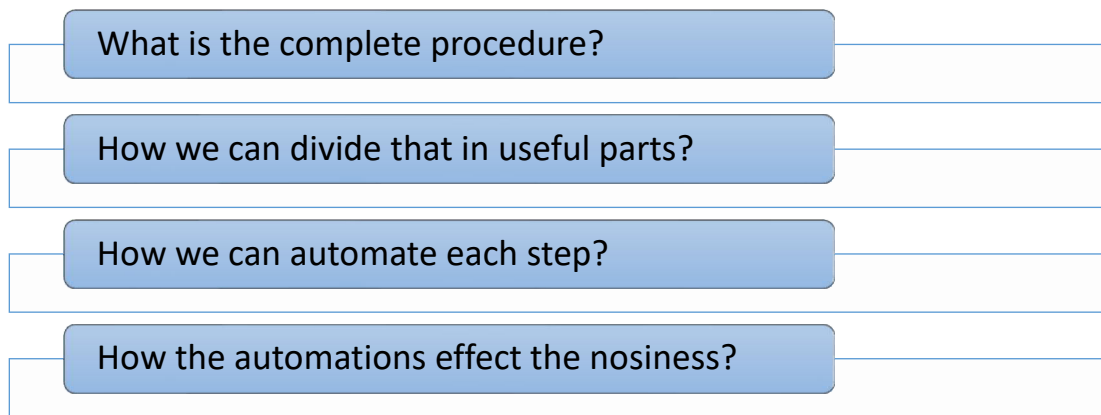 What is the complete procedure?
How we can divide that in useful parts?
How we can automate each step?
How the automations effect the nosiness?